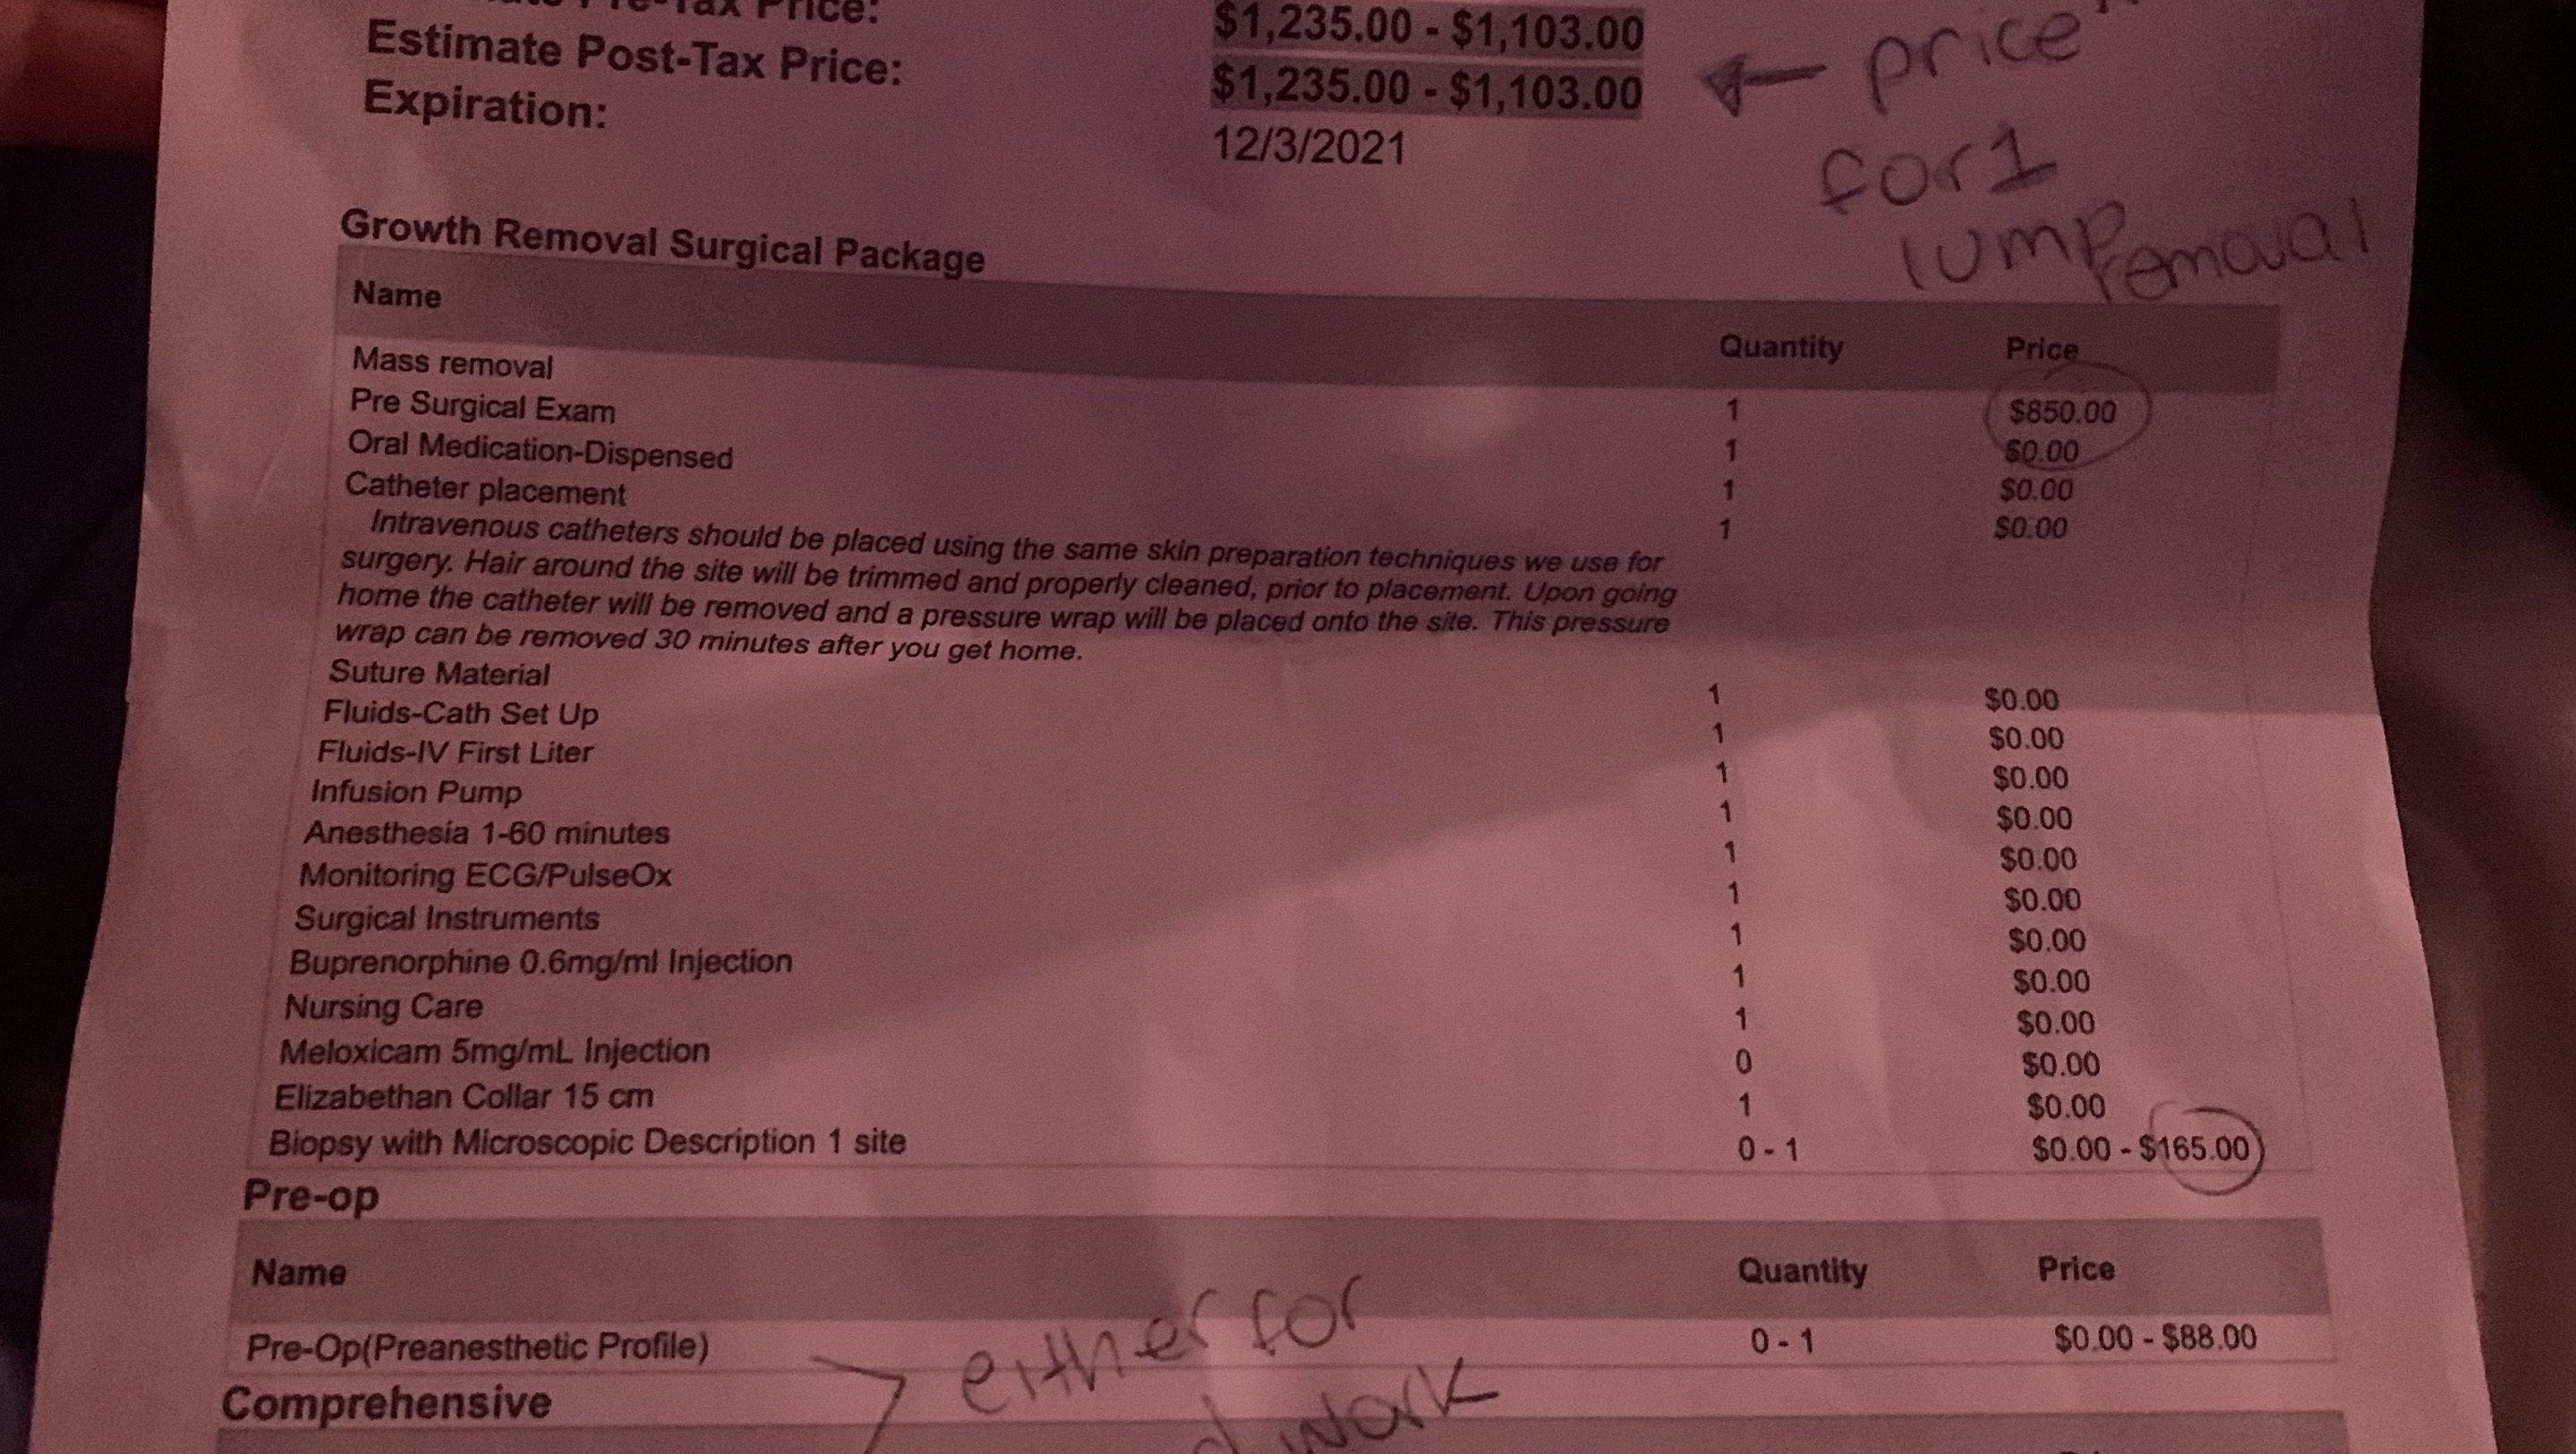 Pre-Tax Price: $1,235.00 - $1,103.00
Estimate Post-Tax Price: $1,235.00 - $1,103.00
Expiration: 12/3/2021
← price
for 1
lump
removal
Growth Removal Surgical Package
Name Quantity Price
Mass removal 1 $850.00
Pre Surgical Exam 1 $0.00
Oral Medication-Dispensed 1 $0.00
Catheter placement 1 $0.00
Intravenous catheters should be placed using the same skin preparation techniques we use for
surgery. Hair around the site will be trimmed and properly cleaned, prior to placement. Upon going
home the catheter will be removed and a pressure wrap will be placed onto the site. This pressure
wrap can be removed 30 minutes after you get home.
Suture Material 1 $0.00
Fluids-Cath Set Up 1 $0.00
Fluids-IV First Liter 1 $0.00
Infusion Pump 1 $0.00
Anesthesia 1-60 minutes 1 $0.00
Monitoring ECG/PulseOx 1 $0.00
Surgical Instruments 1 $0.00
Buprenorphine 0.6mg/ml Injection 1 $0.00
Nursing Care 1 $0.00
Meloxicam 5mg/mL Injection 0 $0.00
Elizabethan Collar 15 cm 1 $0.00
Biopsy with Microscopic Description 1 site 0 - 1 $0.00 - $165.00
Pre-op
Name Quantity Price
Pre-Op(Preanesthetic Profile) 0 - 1 $0.00 - $88.00
either for
work
Comprehensive